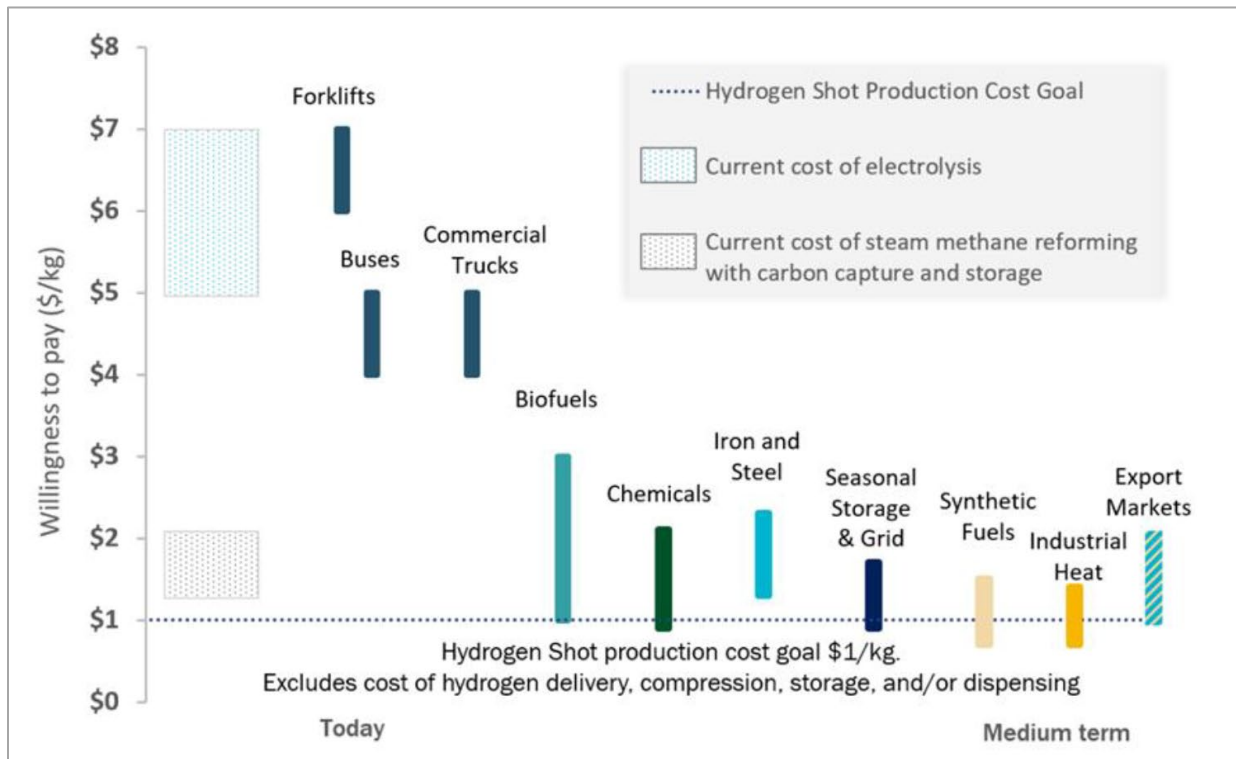 $8
$7
$6
$5
$4
$3
$2
$1
$0
Willingness to pay ($/kg)
Forklifts
Buses
Commercial
Trucks
Biofuels
Chemicals
Iron and
Steel
Seasonal
Storage
& Grid
Synthetic
Fuels
Industrial
Heat
Export
Markets
Hydrogen Shot Production Cost Goal
Current cost of electrolysis
Current cost of steam methane reforming
with carbon capture and storage
Hydrogen Shot production cost goal $1/kg.
Excludes cost of hydrogen delivery, compression, storage, and/or dispensing
Today
Medium term